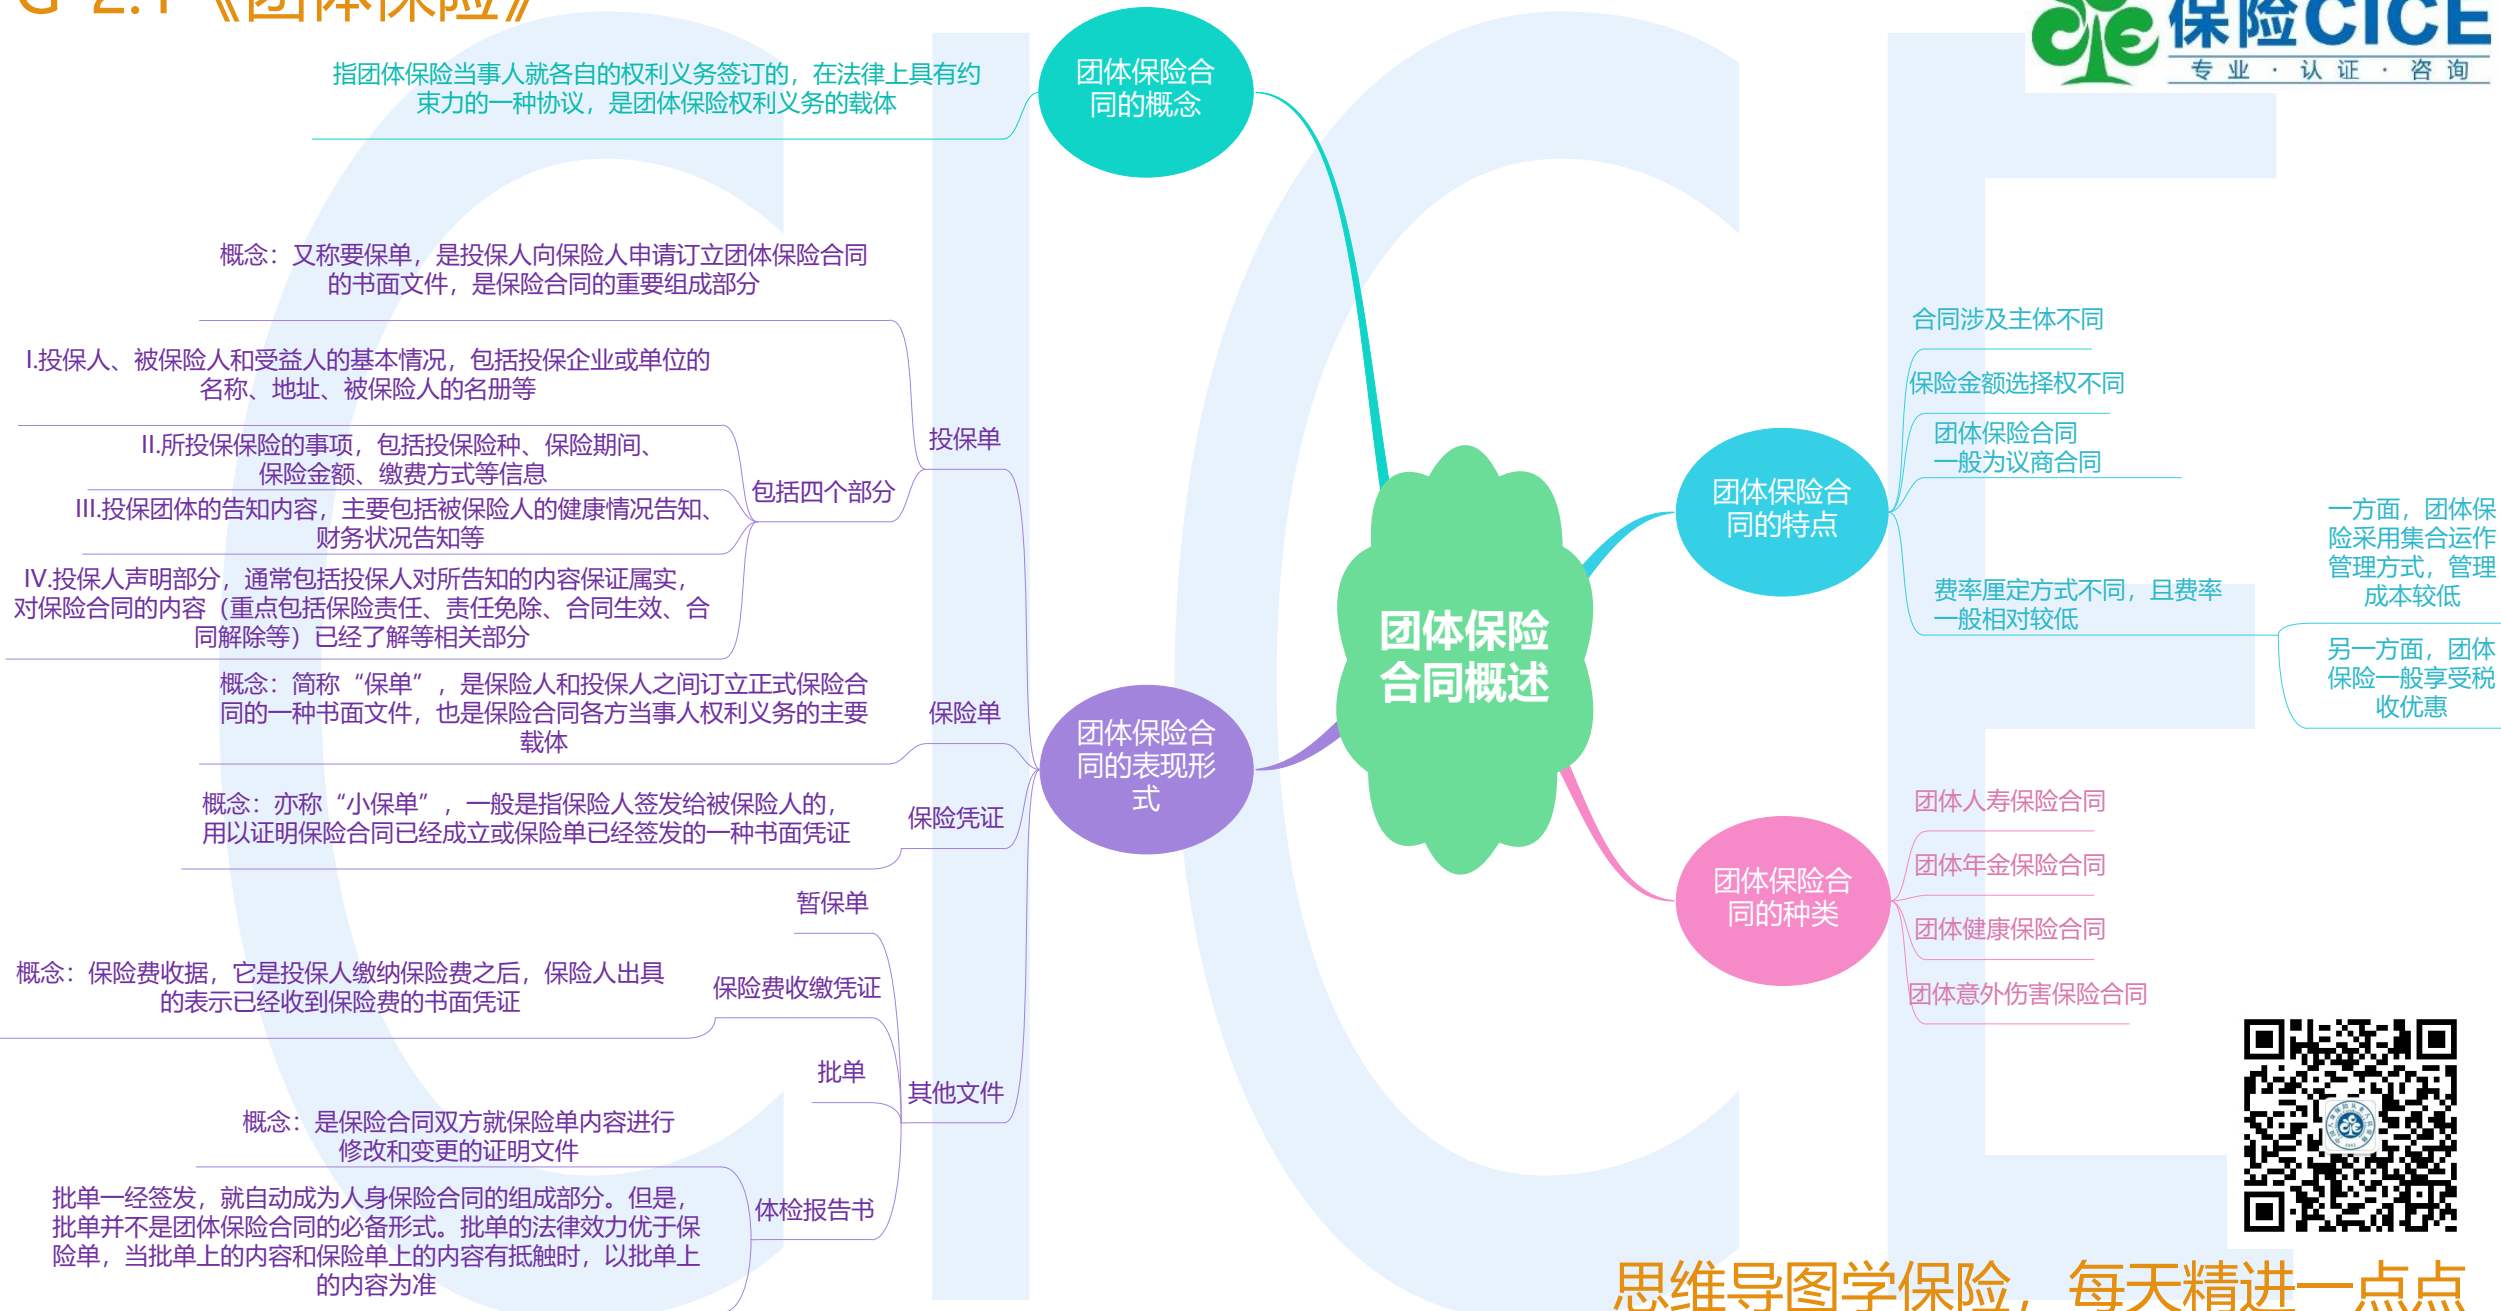 G-2.1《团体保险》
保险CICE
专业·认证·咨询
团体保险
合同概述
团体保险合
同的概念
指团体保险当事人就各自的权利义务签订的，在法律上具有约
束力的一种协议，是团体保险权利义务的载体
团体保险合
同的表现形
式
投保单
概念：又称要保单，是投保人向保险人申请订立团体保险合同
的书面文件，是保险合同的重要组成部分
包括四个部分
I.投保人、被保险人和受益人的基本情况，包括投保企业或单位的
名称、地址、被保险人的名册等
II.所投保保险的事项，包括投保险种、保险期间、
保险金额、缴费方式等信息
III.投保团体的告知内容，主要包括被保险人的健康情况告知、
财务状况告知等
IV.投保人声明部分，通常包括投保人对所告知的内容保证属实，
对保险合同的内容（重点包括保险责任、责任免除、合同生效、合
同解除等）已经了解等相关部分
保险单
概念：简称“保单”，是保险人和投保人之间订立正式保险合
同的一种书面文件，也是保险合同各方当事人权利义务的主要
载体
保险凭证
概念：亦称“小保单”，一般是指保险人签发给被保险人的，
用以证明保险合同已经成立或保险单已经签发的一种书面凭证
其他文件
暂保单
保险费收缴凭证
概念：保险费收据，它是投保人缴纳保险费之后，保险人出具
的表示已经收到保险费的书面凭证
批单
体检报告书
概念：是保险合同双方就保险单内容进行
修改和变更的证明文件
批单一经签发，就自动成为人身保险合同的组成部分。但是，
批单并不是团体保险合同的必备形式。批单的法律效力优于保
险单，当批单上的内容和保险单上的内容有抵触时，以批单上
的内容为准
团体保险合
同的特点
合同涉及主体不同
保险金额选择权不同
团体保险合同
一般为议商合同
费率厘定方式不同，且费率
一般相对较低
一方面，团体保
险采用集合运作
管理方式，管理
成本较低
另一方面，团体
保险一般享受税
收优惠
团体保险合
同的种类
团体人寿保险合同
团体年金保险合同
团体健康保险合同
团体意外伤害保险合同
思维导图学保险，每天精进一点点
CICE